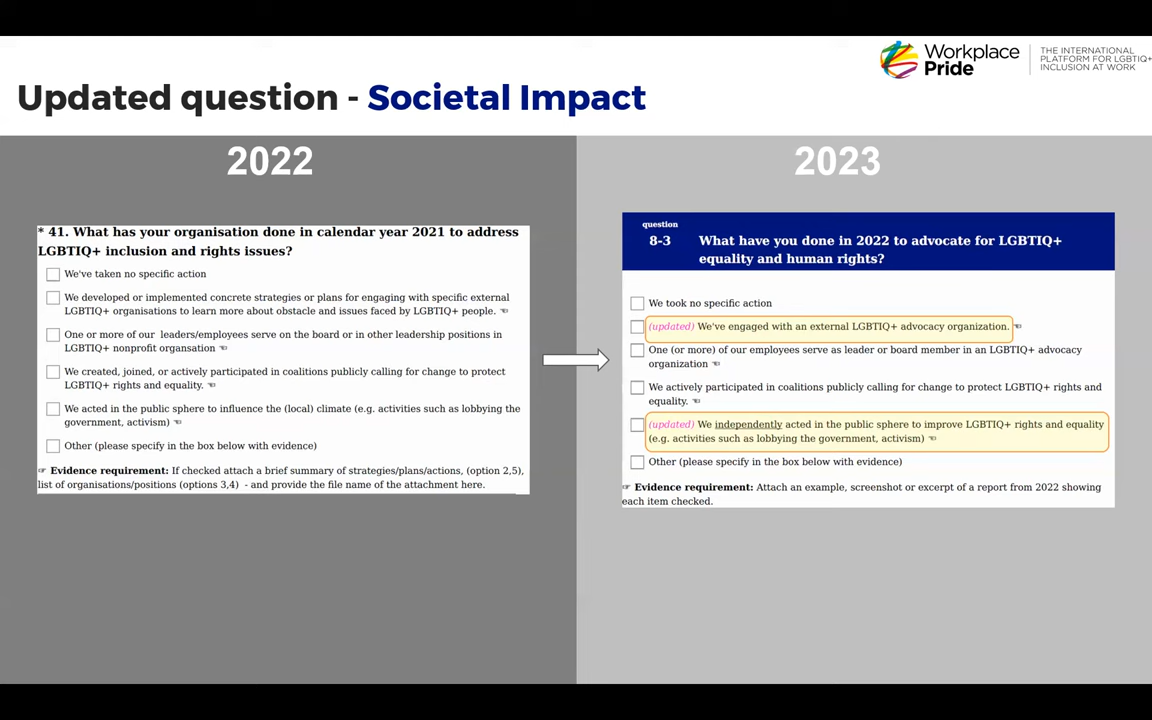 Workplace
Pride
THE INTERNATIONAL
PLATFORM FOR LGBTIQ+
INCLUSION AT WORK
Updated question - Societal Impact
2022
* 41. What has your organisation done in calendar year 2021 to address
LGBTIQ+ inclusion and rights issues?
We've taken no specific action
We developed or implemented concrete strategies or plans for engaging with specific external
LGBTIQ+ organisations to learn more about obstacle and issues faced by LGBTQ+ people. ☜
One or more of our leaders/employees serve on the board or in other leadership positions in
LGBTIQ+ nonprofit organsation ☜
We created, joined, or actively participated in coalitions publicly calling for change to protect
LGBTIQ+ rights and equality. ☜
We acted in the public sphere to influence the (local) climate (e.g. activities such as lobbying the
government, activism) ☜
Other (please specify in the box below with evidence)
☞ Evidence requirement: If checked attach a brief summary of strategies/plans/actions, (option 2,5),
list of organisations/positions (options 3,4) - and provide the file name of the attachment here.
2023
question
8-3
What have you done in 2022 to advocate for LGBTIQ+
equality and human rights?
We took no specific action
(updated) We've engaged with an external LGBTIQ+ advocacy organization. ☜
One (or more) of our employees serve as leader or board member in an LGBTIQ+ advocacy
organization ☜
We actively participated in coalitions publicly calling for change to protect LGBTIQ+ rights and
equality. ☜
(updated) We independently acted in the public sphere to improve LGBTIQ+ rights and equality
(e.g. activities such as lobbying the government, activism) ☜
Other (please specify in the box below with evidence)
☞ Evidence requirement: Attach an example, screenshot or excerpt of a report from 2022 showing
each item checked.